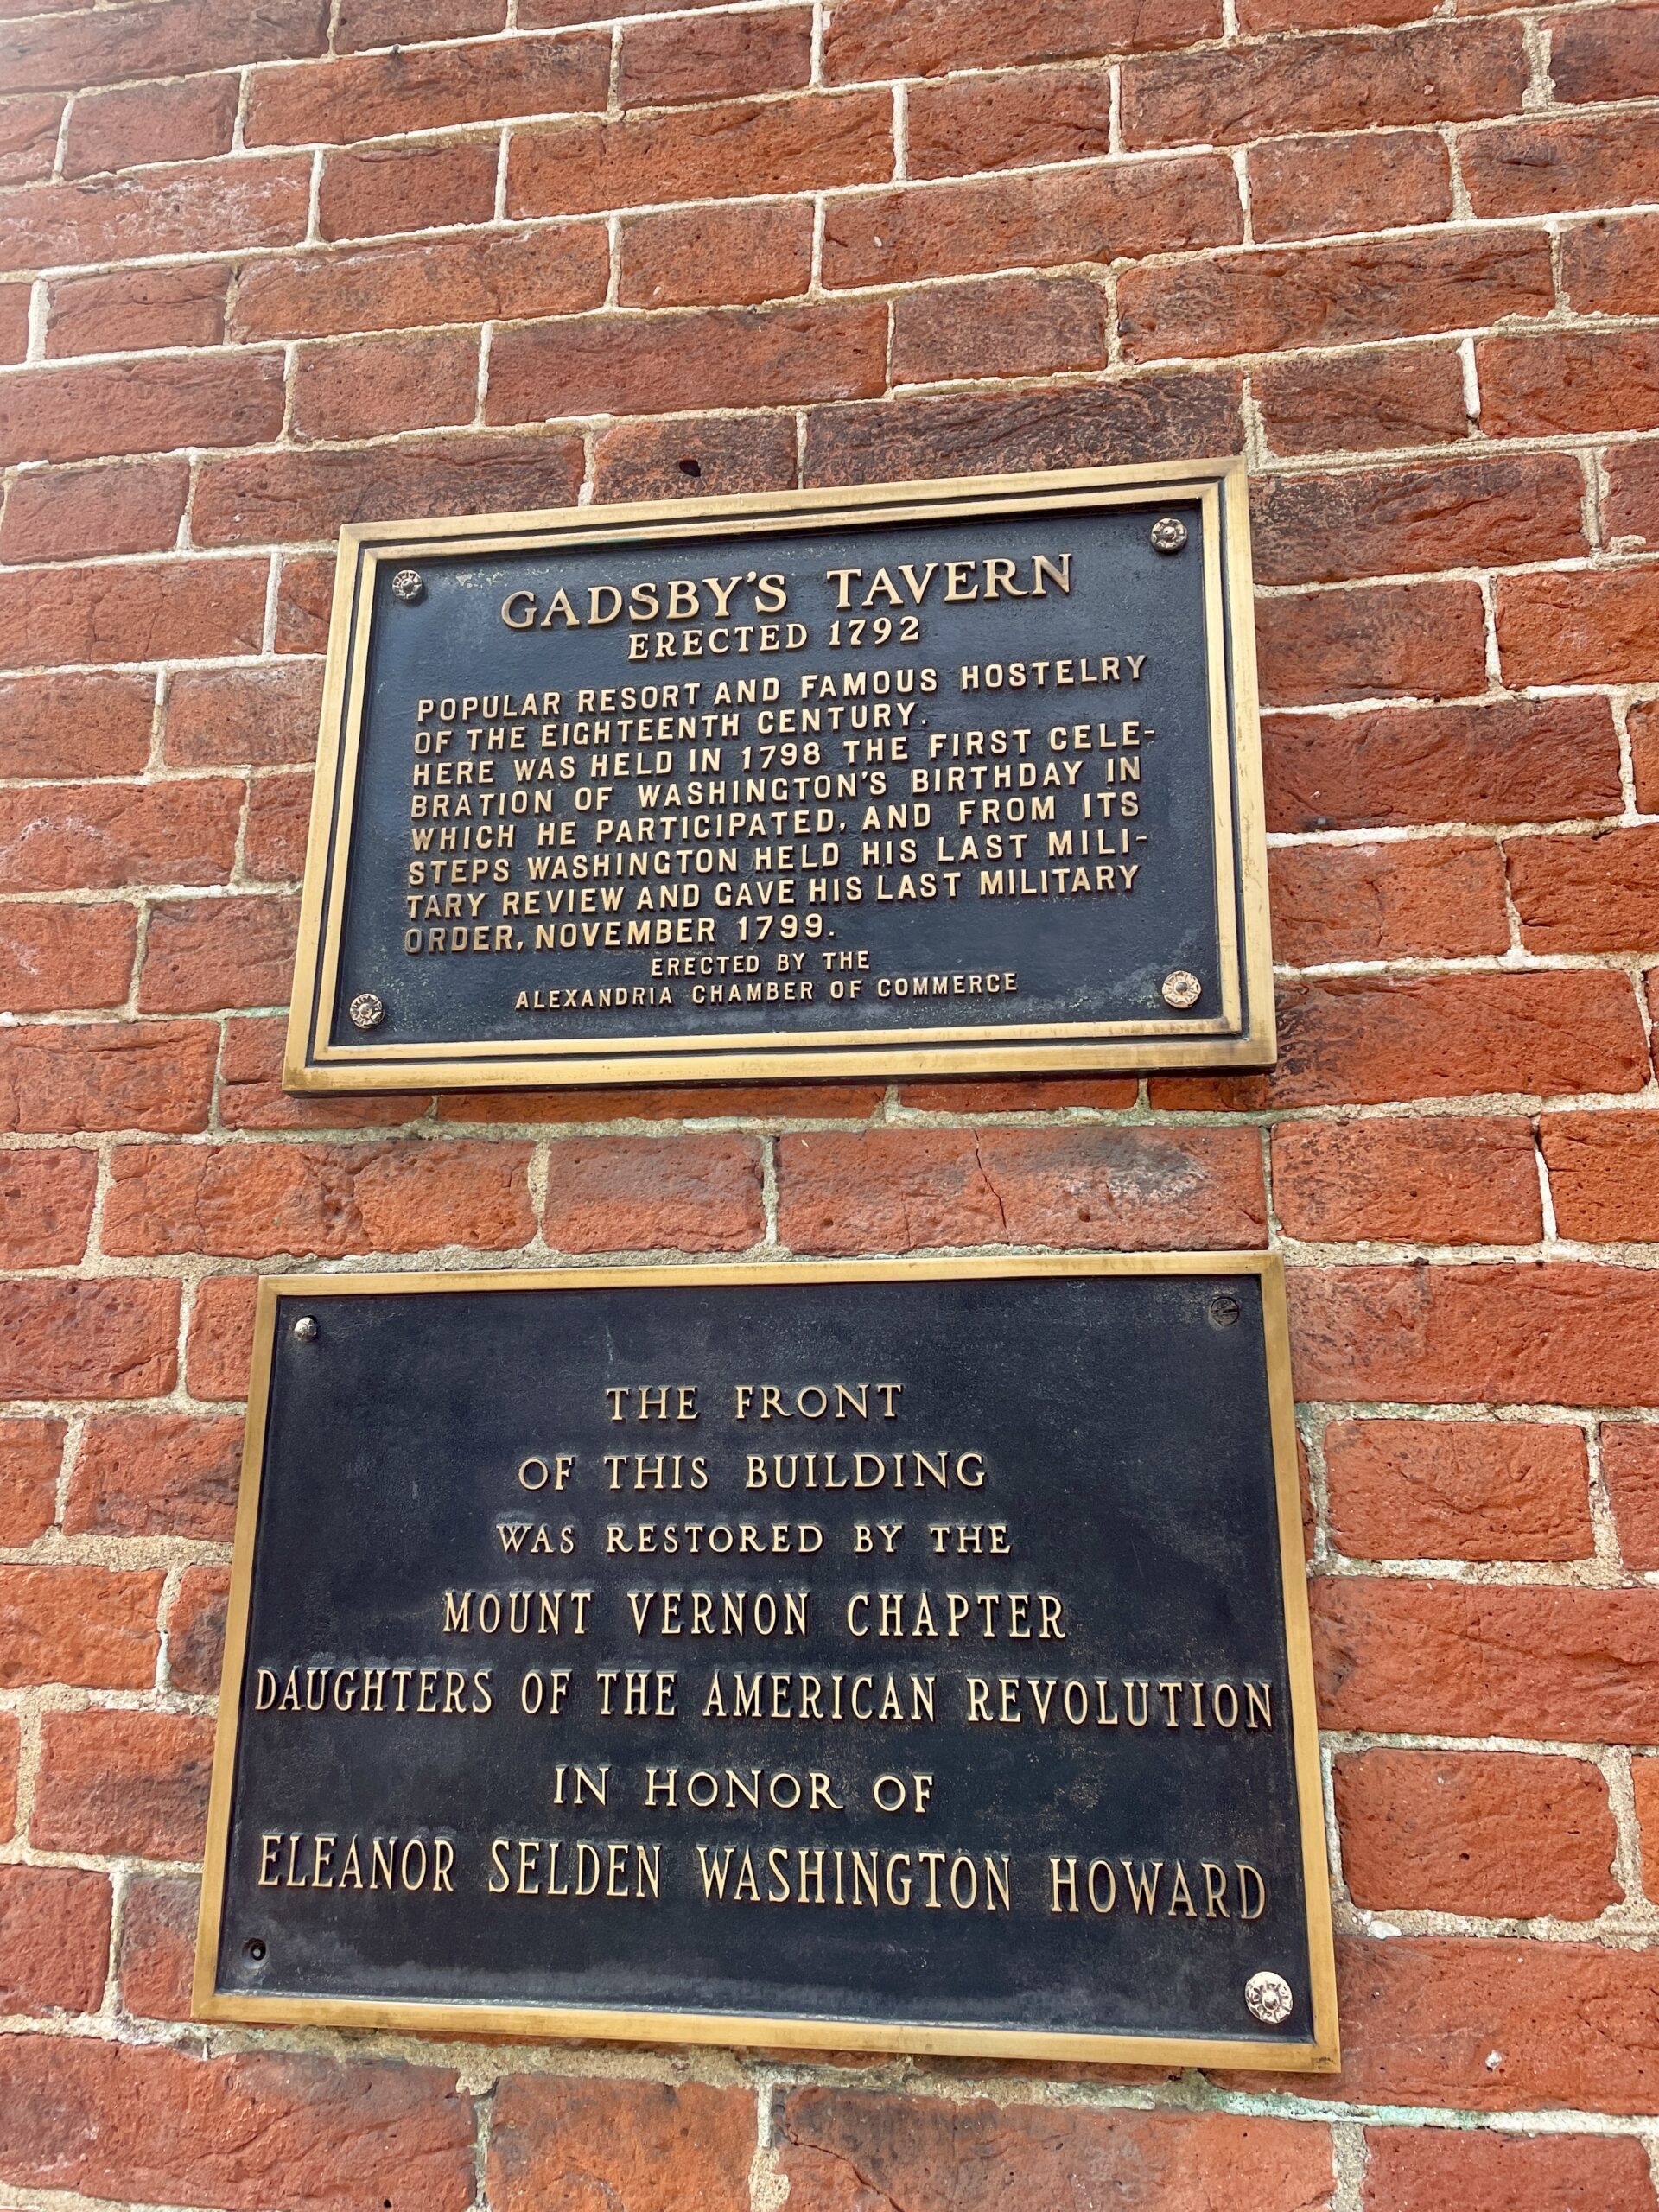 GADSBY'S TAVERN
ERECTED 1792
POPULAR RESORT AND FAMOUS HOSTELRY
OF THE EIGHTEENTH CENTURY.
HERE WAS HELD IN 1798 THE FIRST CELE-
BRATION OF WASHINGTON'S BIRTHDAY IN
WHICH HE PARTICIPATED, AND FROM ITS
STEPS WASHINGTON HELD HIS LAST MILI-
TARY REVIEW AND GAVE HIS LAST MILITARY
ORDER, NOVEMBER 1799.
ERECTED BY THE
ALEXANDRIA CHAMBER OF COMMERCE
THE FRONT
OF THIS BUILDING
WAS RESTORED BY THE
MOUNT VERNON CHAPTER
DAUGHTERS OF THE AMERICAN REVOLUTION
IN HONOR OF
ELEANOR SELDEN WASHINGTON HOWARD